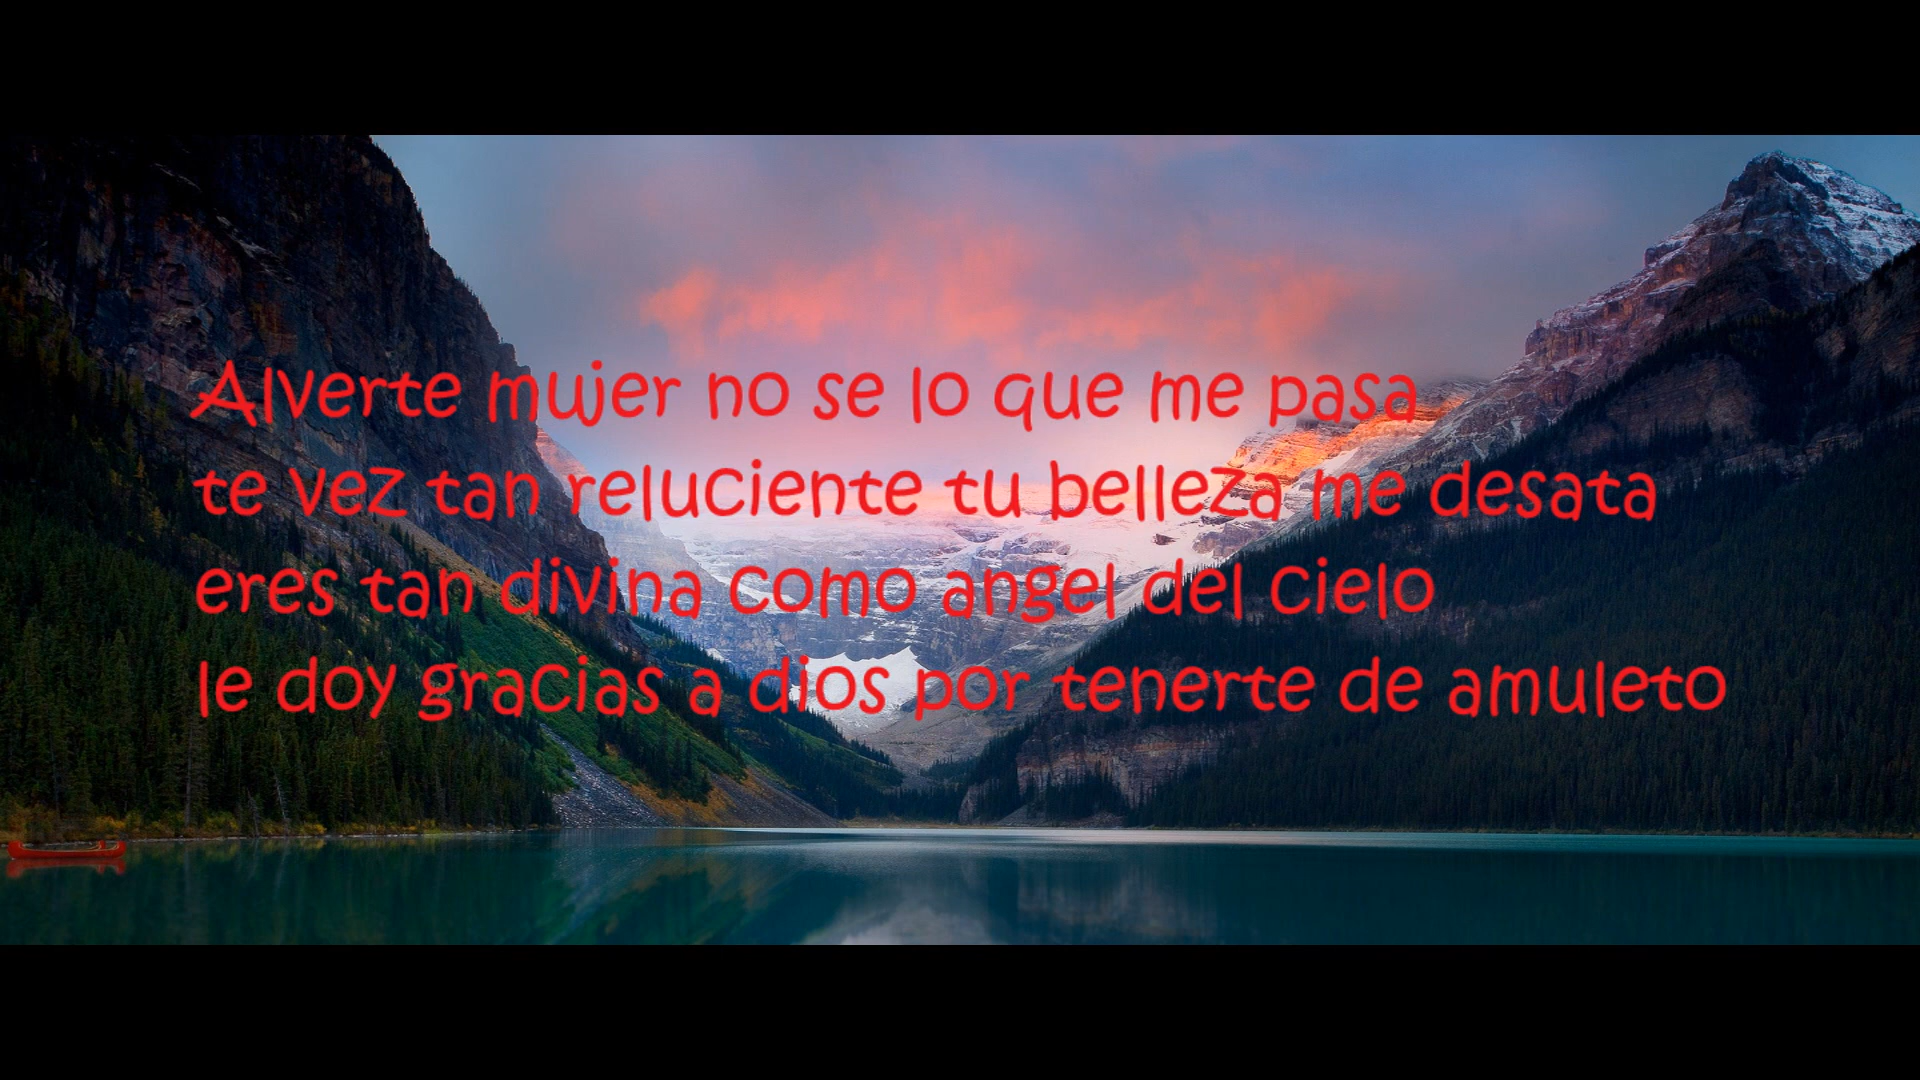 Alverte mujer no se lo que me pasa
te vez tan reluciente tu belleza me desata
eres tan divina como angel del cielo
le doy gracias a dios por tenerte de amuleto